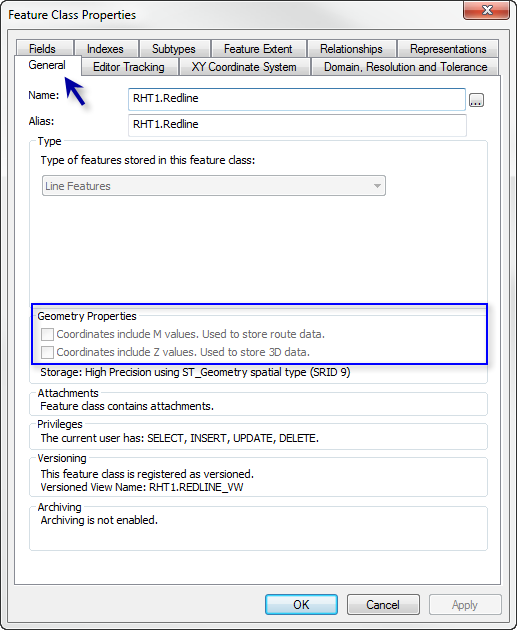 Feature Class Properties
Fields
Indexes
Subtypes
Feature Extent
Relationships
Representations
General
Editor Tracking
XY Coordinate System
Domain, Resolution and Tolerance
Name:
RHT1.Redline
...
Alias:
RHT1.Redline
Type
Type of features stored in this feature class:
Line Features
Geometry Properties
Coordinates include M values. Used to store route data.
Coordinates include Z values. Used to store 3D data.
Storage: High Precision using ST_Geometry spatial type (SRID 9)
Attachments
Feature class contains attachments.
Privileges
The current user has: SELECT, INSERT, UPDATE, DELETE.
Versioning
This feature class is registered as versioned.
Versioned View Name: RHT1.REDLINE_VW
Archiving
Archiving is not enabled.
OK
Cancel
Apply